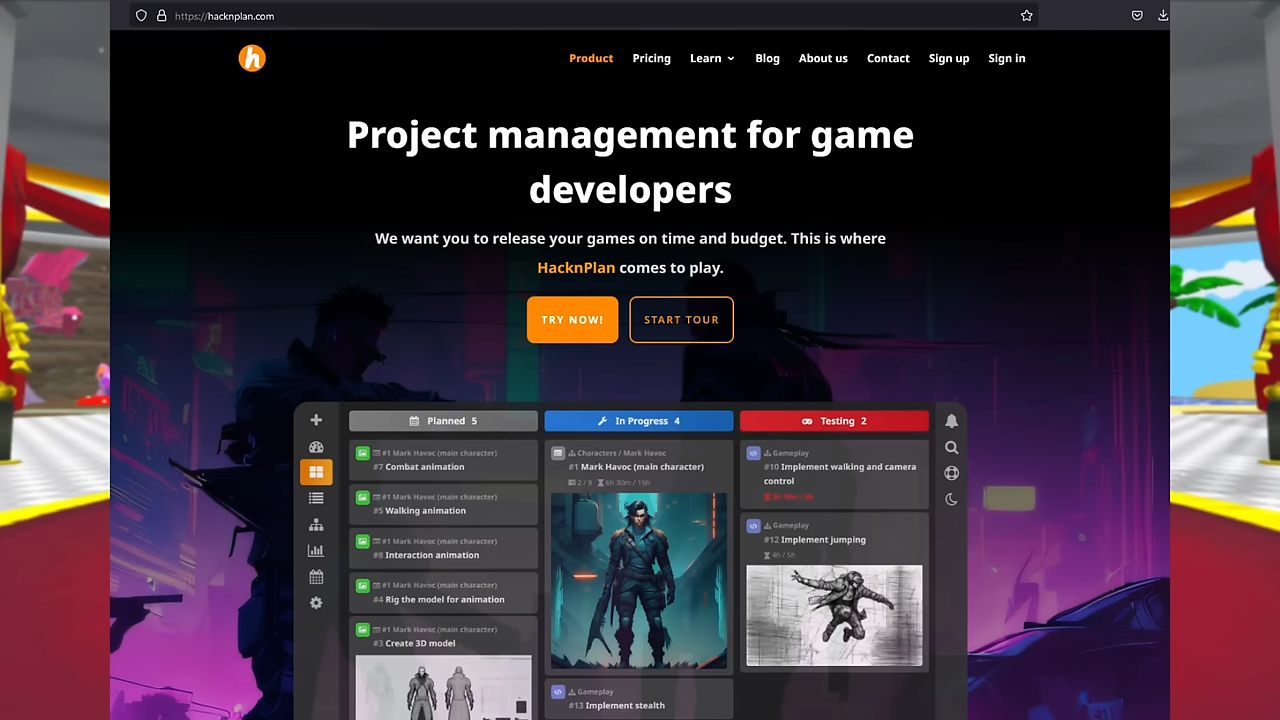 https://hacknplan.com
h
Product Pricing Learn Blog About us Contact Sign up Sign in
Project management for game
developers
We want you to release your games on time and budget. This is where
HacknPlan comes to play.
TRY NOW! START TOUR
Planned 5
#1 Mark Havoc (main character)
#7 Combat animation
#1 Mark Havoc (main character)
#5 Walking animation
#1 Mark Havoc (main character)
#8 Interaction animation
#1 Mark Havoc (main character)
#4 Rig the model for animation
#1 Mark Havoc (main character)
#3 Create 3D model
In Progress 4
Characters / Mark Havoc
#1 Mark Havoc (main character)
2 / 8 6h 30m / 15h
Gameplay
#13 Implement stealth
Testing 2
Gameplay
#10 Implement walking and camera
control
Gameplay
#12 Implement jumping
4h / 5h